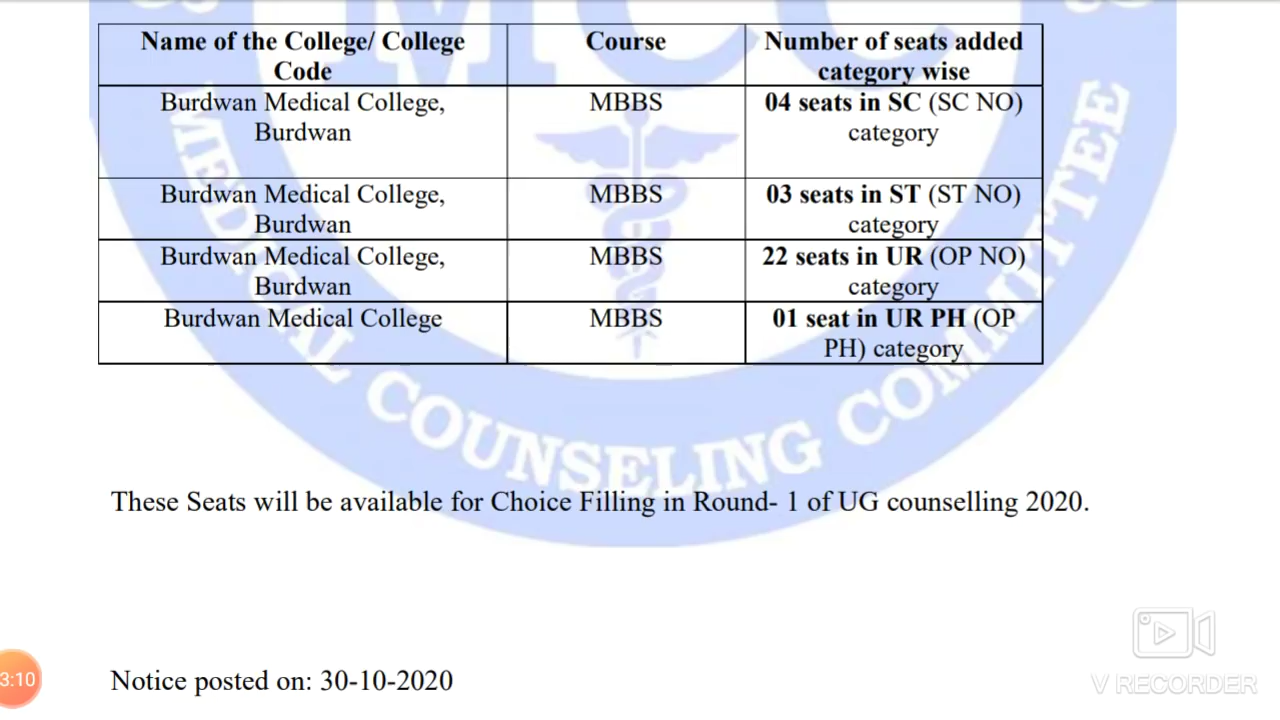 Name of the College/ College
Code
Course
Number of seats added
category wise
Burdwan Medical College,
Burdwan
MBBS
04 seats in SC (SC NO)
category
Burdwan Medical College,
Burdwan
MBBS
03 seats in ST (ST NO)
category
Burdwan Medical College,
Burdwan
MBBS
22 seats in UR (OP NO)
category
Burdwan Medical College
MBBS
01 seat in UR PH (OP
PH) category
MCC
MEDICAL COUNSELING COMMITTEE
These Seats will be available for Choice Filling in Round- 1 of UG counselling 2020.
3:10
Notice posted on: 30-10-2020
V RECORDER